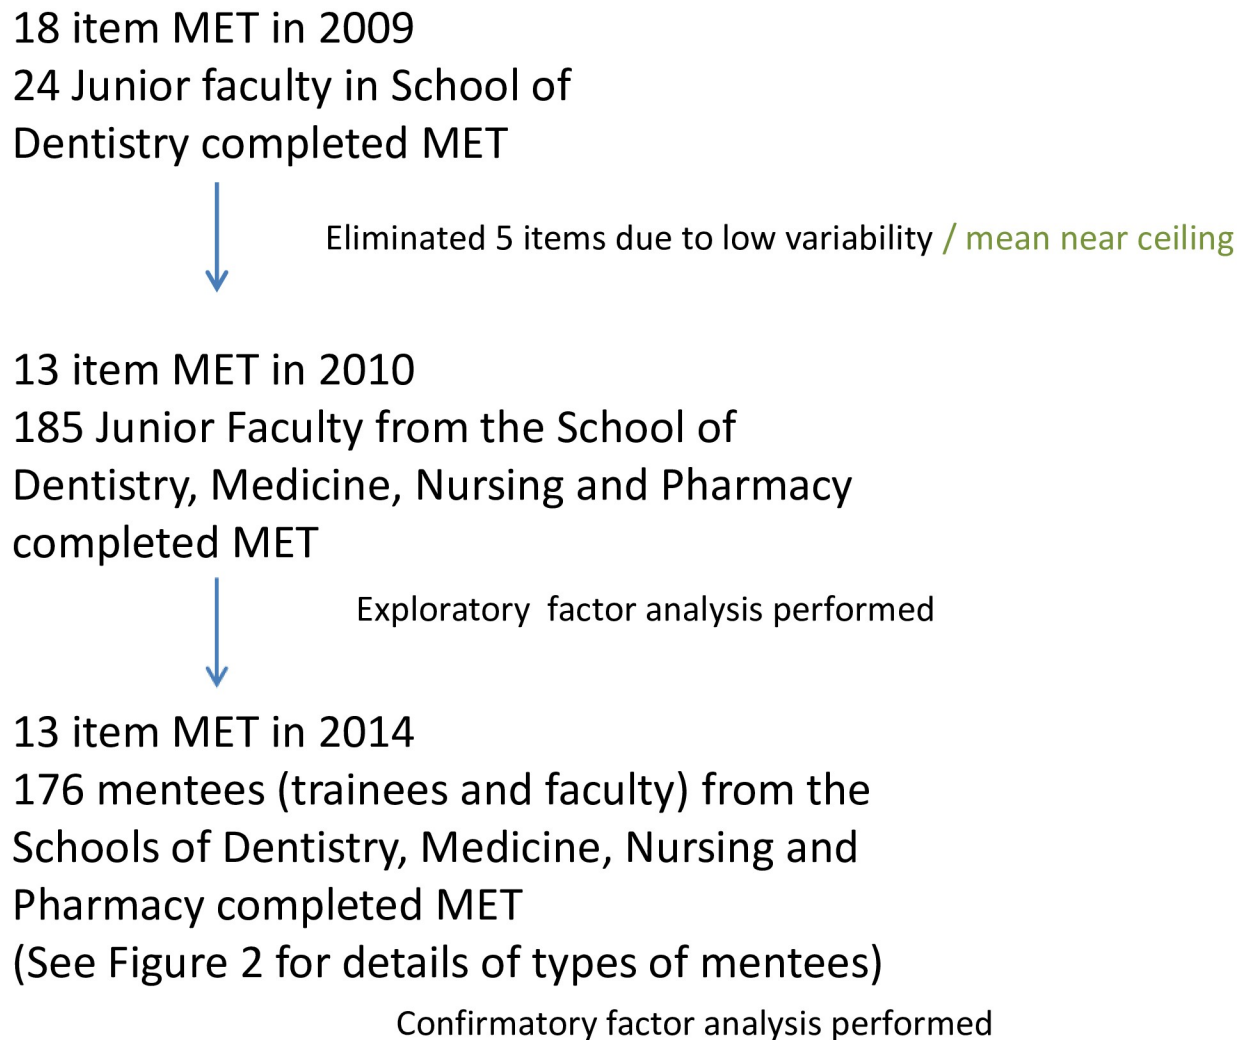 18 item MET in 2009
24 Junior faculty in School of
Dentistry completed MET
Eliminated 5 items due to low variability / mean near ceiling
13 item MET in 2010
185 Junior Faculty from the School of
Dentistry, Medicine, Nursing and Pharmacy
completed MET
Exploratory factor analysis performed
13 item MET in 2014
176 mentees (trainees and faculty) from the
Schools of Dentistry, Medicine, Nursing and
Pharmacy completed MET
(See Figure 2 for details of types of mentees)
Confirmatory factor analysis performed